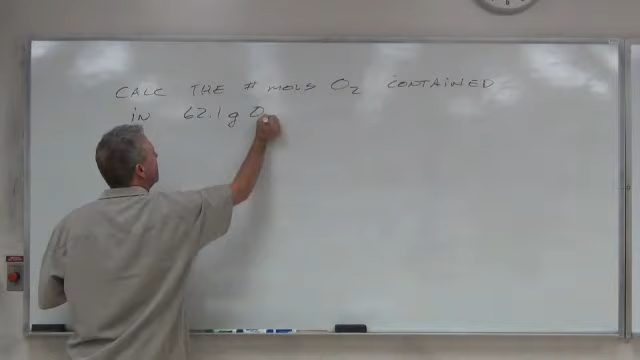 CALC THE # MOLS O2 CONTAINED
IN 62.1 g O